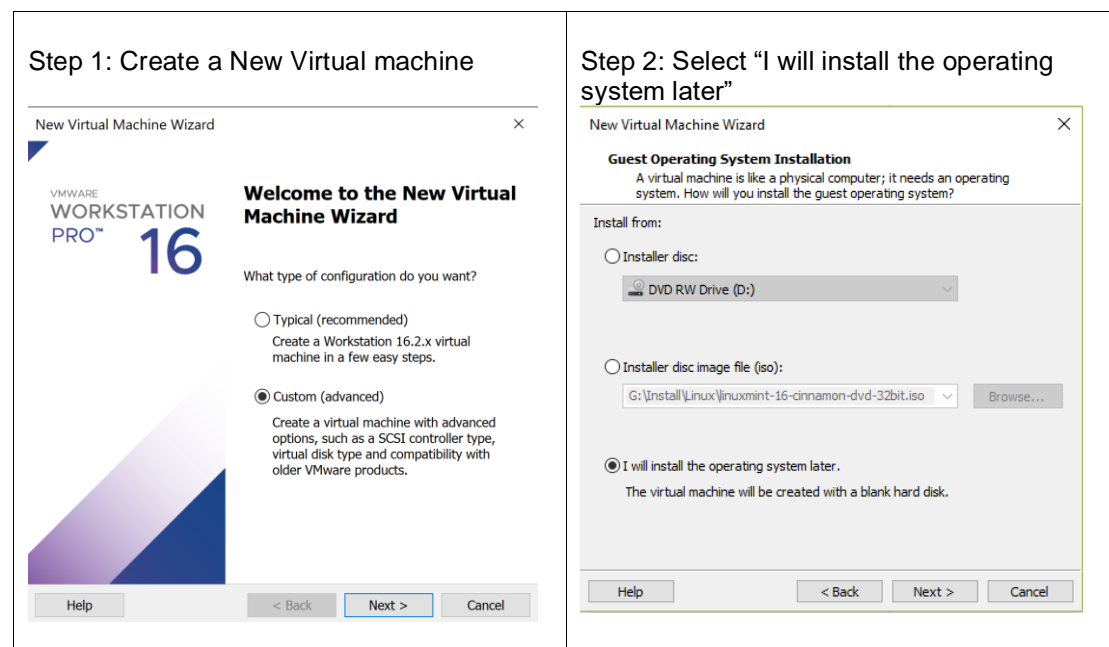 Step 1: Create a New Virtual machine
New Virtual Machine Wizard
VMWARE
WORKSTATION
PRO™ 16
Welcome to the New Virtual
Machine Wizard
What type of configuration do you want?
Typical (recommended)
Create a Workstation 16.2.x virtual
machine in a few easy steps.
Custom (advanced)
Create a virtual machine with advanced
options, such as a SCSI controller type,
virtual disk type and compatibility with
older VMware products.
Help < Back Next > Cancel
Step 2: Select “I will install the operating
system later”
New Virtual Machine Wizard
Guest Operating System Installation
A virtual machine is like a physical computer; it needs an operating
system. How will you install the guest operating system?
Install from:
Installer disc:
DVD RW Drive (D:)
Installer disc image file (iso):
G:\Install\Linux\linuxmint-16-cinnamon-dvd-32bit.iso Browse...
I will install the operating system later.
The virtual machine will be created with a blank hard disk.
Help < Back Next > Cancel